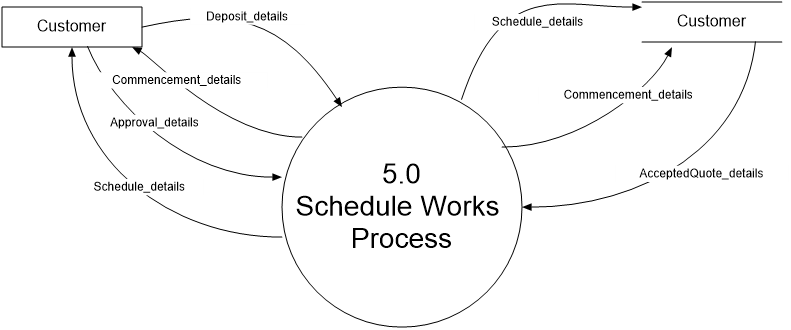 Customer
Deposit_details
Commencement_details
Approval_details
Schedule_details
5.0
Schedule Works
Process
Schedule_details
Customer
Commencement_details
AcceptedQuote_details